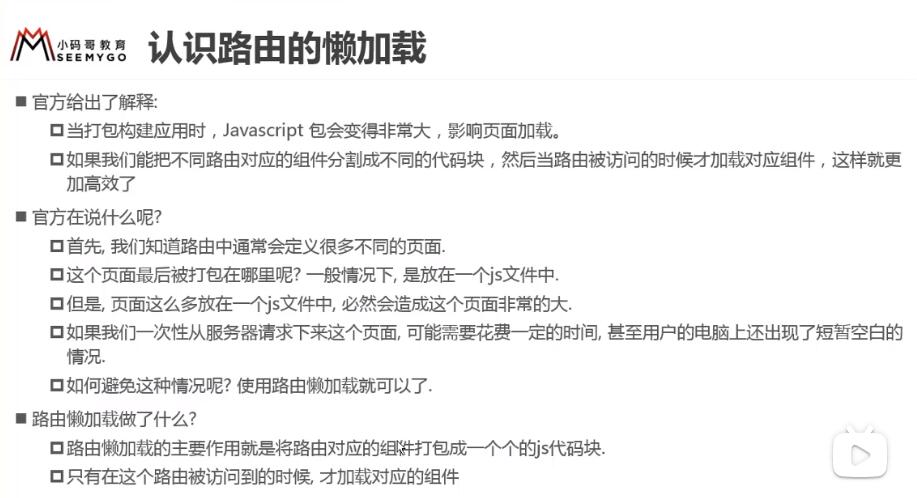 小码哥教育
SEEMYGO
认识路由的懒加载
官方给出了解释:
当打包构建应用时，Javascript 包会变得非常大，影响页面加载。
如果我们能把不同路由对应的组件分割成不同的代码块，然后当路由被访问的时候才加载对应组件，这样就更
加高效了
官方在说什么呢?
首先, 我们知道路由中通常会定义很多不同的页面.
这个页面最后被打包在哪里呢? 一般情况下, 是放在一个js文件中.
但是, 页面这么多放在一个js文件中, 必然会造成这个页面非常的大.
如果我们一次性从服务器请求下来这个页面, 可能需要花费一定的时间, 甚至用户的电脑上还出现了短暂空白的
情况.
如何避免这种情况呢? 使用路由懒加载就可以了.
路由懒加载做了什么?
路由懒加载的主要作用就是将路由对应的组件打包成一个个的js代码块.
只有在这个路由被访问到的时候, 才加载对应的组件